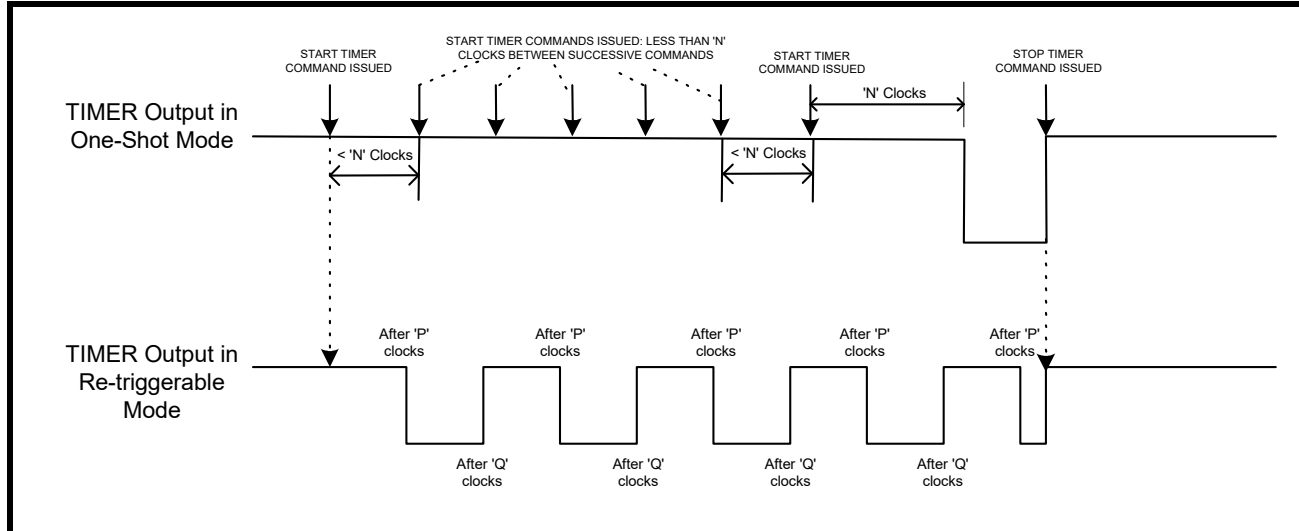 START TIMER
COMMAND ISSUED
START TIMER COMMANDS ISSUED: LESS THAN 'N'
CLOCKS BETWEEN SUCCESSIVE COMMANDS
START TIMER
COMMAND ISSUED
STOP TIMER
COMMAND ISSUED
'N' Clocks
TIMER Output in
One-Shot Mode
< 'N' Clocks
< 'N' Clocks
After 'P'
clocks
After 'P'
clocks
After 'P'
clocks
After 'P'
clocks
After 'P'
clocks
TIMER Output in
Re-triggerable
Mode
After 'Q'
clocks
After 'Q'
clocks
After 'Q'
clocks
After 'Q'
clocks